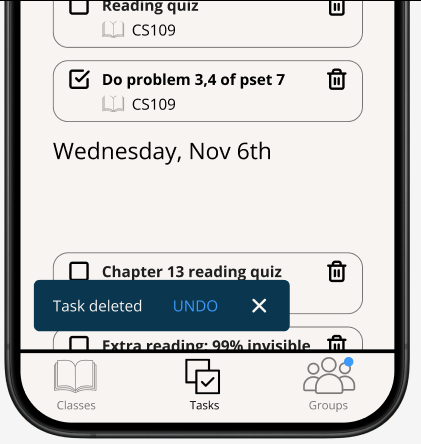 Reading quiz
CS109
Do problem 3,4 of pset 7
CS109
Wednesday, Nov 6th
Chapter 13 reading quiz
Task deleted UNDO
Extra reading: 99% invisible
Classes Tasks Groups